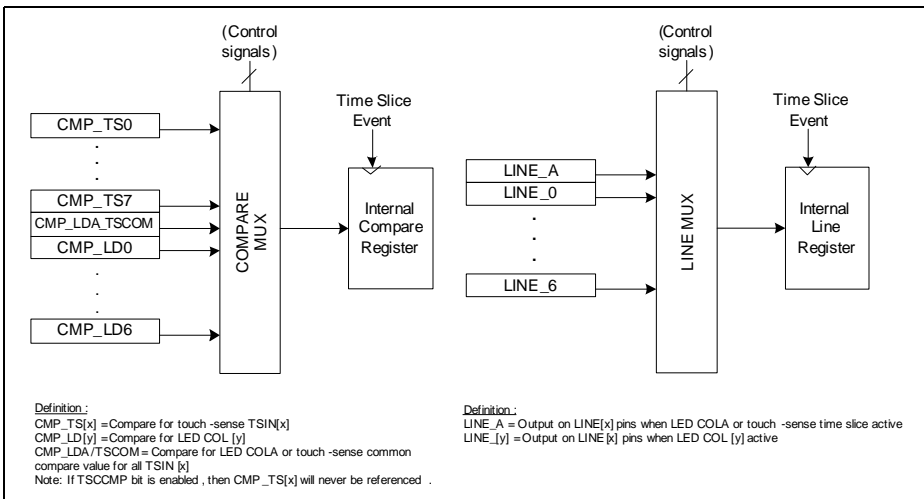 (Control
signals)
Time Slice
Event
CMP_TS0
.
.
.
CMP_TS7
CMP_LDA_TSCOM
CMP_LD0
.
.
.
CMP_LD6
COMPARE
MUX
Internal
Compare
Register
(Control
signals)
Time Slice
Event
LINE_A
LINE_0
.
.
.
LINE_6
LINE MUX
Internal
Line
Register
Definition :
CMP_TS[x] = Compare for touch -sense TSIN[x]
CMP_LD[y] = Compare for LED COL [y]
CMP_LDA /TSCOM = Compare for LED COLA or touch -sense common
compare value for all TSIN [x]
Note: If TSCCMP bit is enabled , then CMP_TS[x] will never be referenced .
Definition :
LINE_A = Output on LINE[x] pins when LED COLA or touch -sense time slice active
LINE_[y] = Output on LINE[x] pins when LED COL [y] active